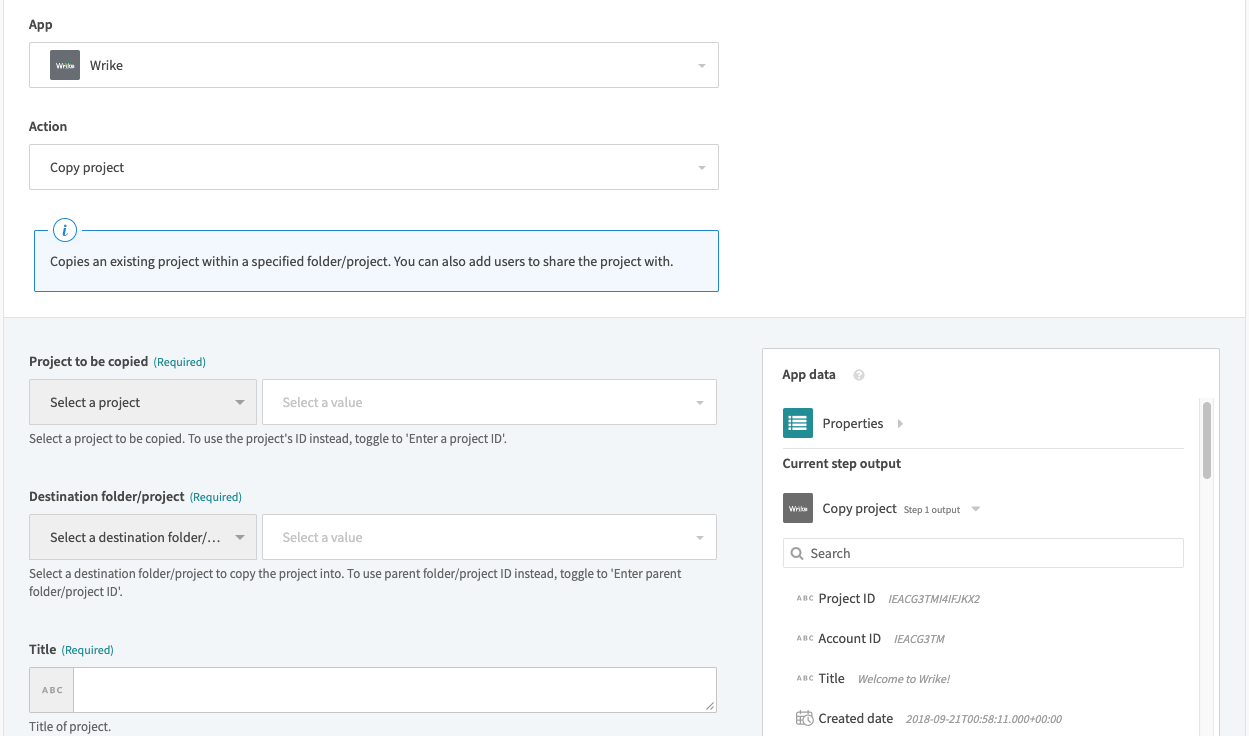 App
Wrike
Wrike
Action
Copy project
i
Copies an existing project within a specified folder/project. You can also add users to share the project with.
Project to be copied (Required)
Select a project
Select a value
Select a project to be copied. To use the project's ID instead, toggle to 'Enter a project ID'.
Destination folder/project (Required)
Select a destination folder/...
Select a value
Select a destination folder/project to copy the project into. To use parent folder/project ID instead, toggle to 'Enter parent
folder/project ID'.
Title (Required)
ABC
Title of project.
App data ?
Properties
Current step output
Wrike
Copy project Step 1 output
Search
ABC Project ID IEACG3TMI4IFJKX2
ABC Account ID IEACG3TM
ABC Title Welcome to Wrike!
Created date 2018-09-21T00:58:11.000+00:00